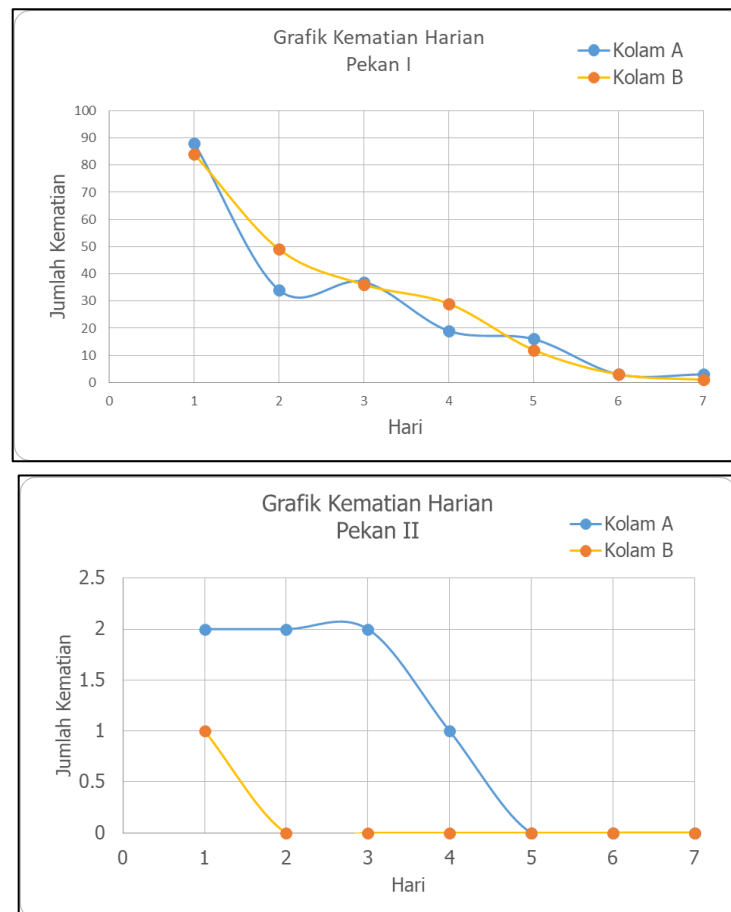 Grafik Kematian Harian
Pekan I
Kolam A
Kolam B
100
90
80
70
60
50
40
30
20
10
0
Jumlah Kematian
0 1 2 3 4 5 6 7
Hari
Grafik Kematian Harian
Pekan II
Kolam A
Kolam B
2.5
2
1.5
1
0.5
0
Jumlah Kematian
0 1 2 3 4 5 6 7
Hari